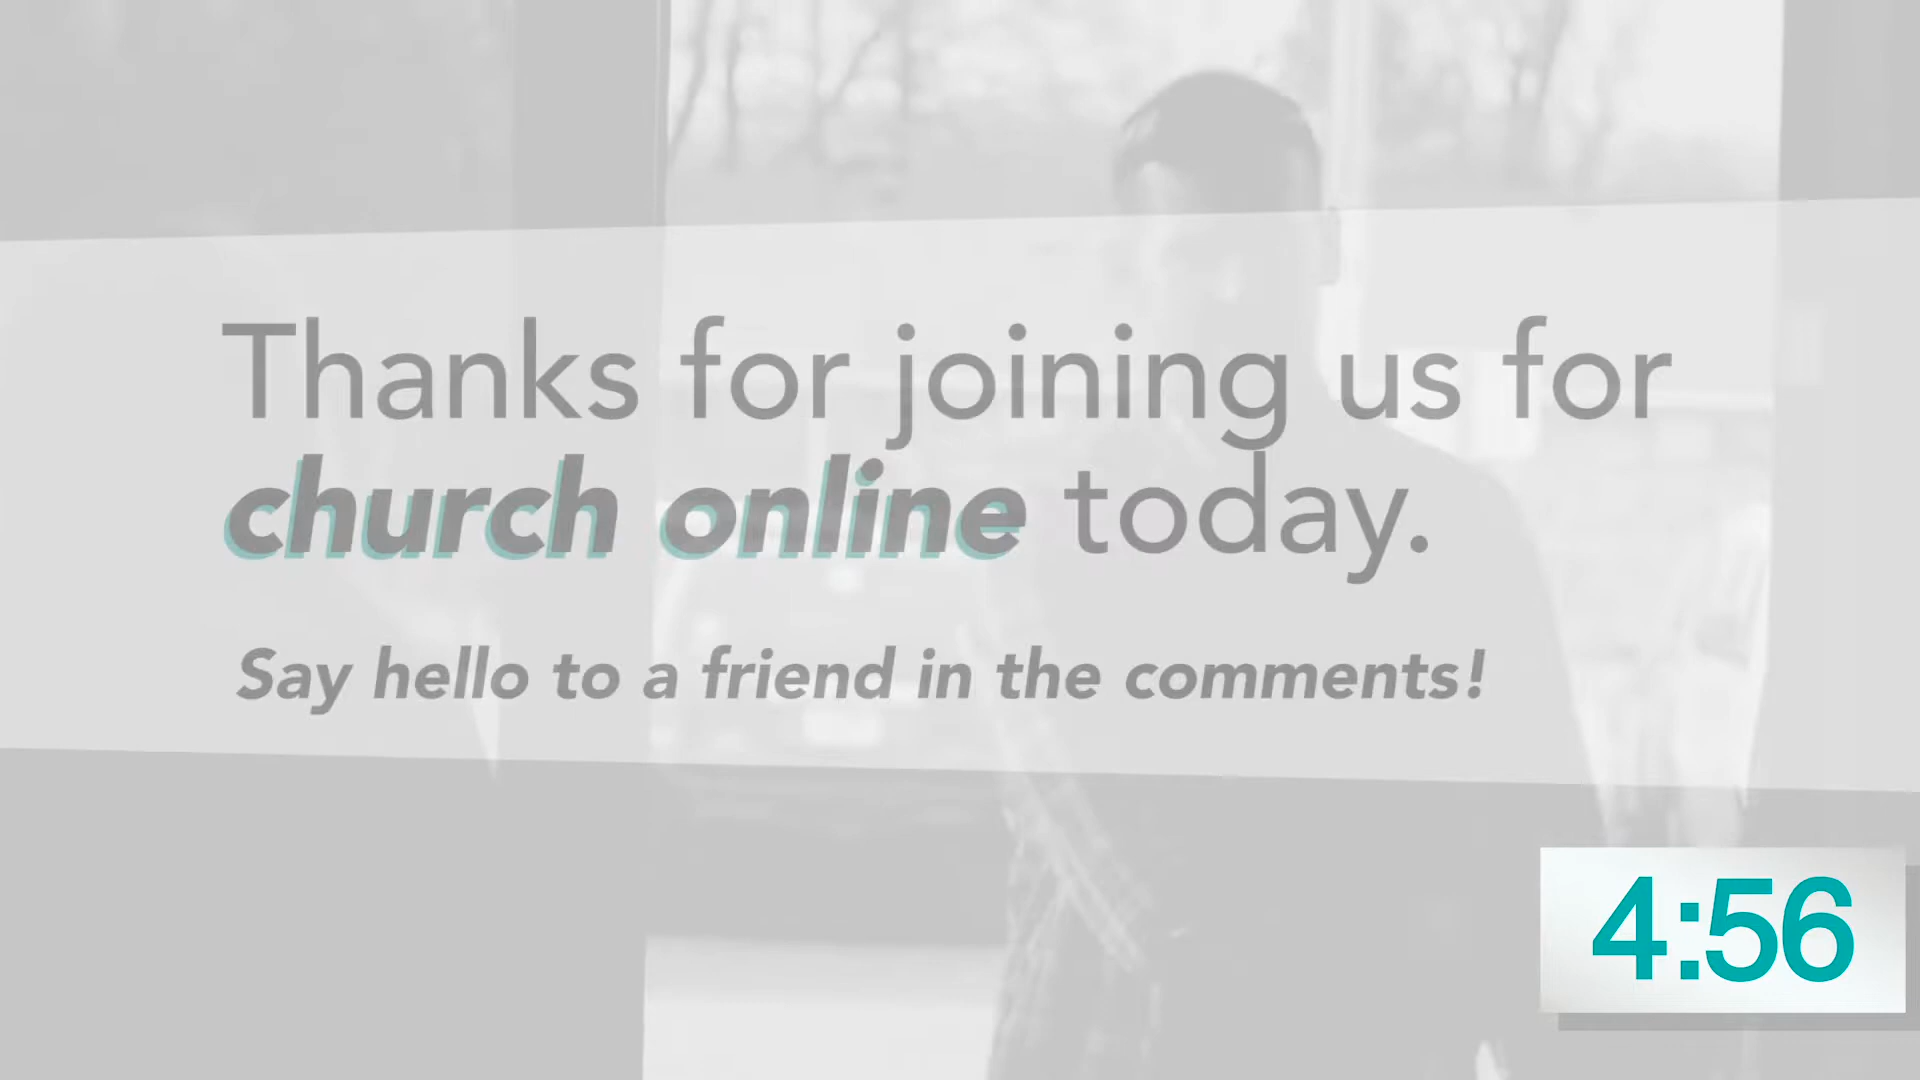 Thanks for joining us for
church online today.
Say hello to a friend in the comments!
4:56